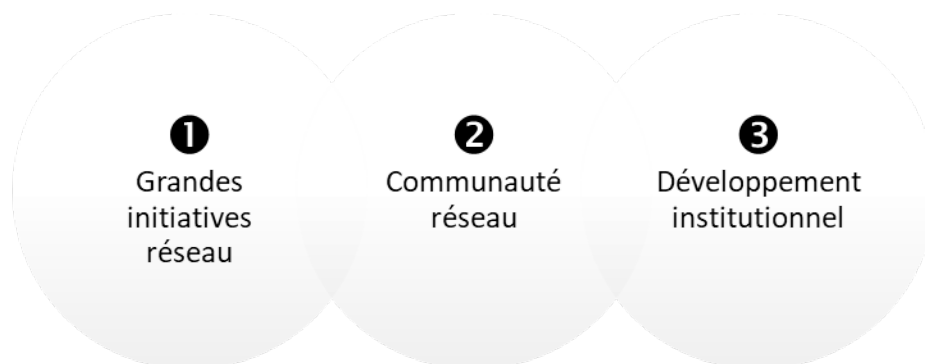 ❶
Grandes
initiatives
réseau
❷
Communauté
réseau
❸
Développement
institutionnel